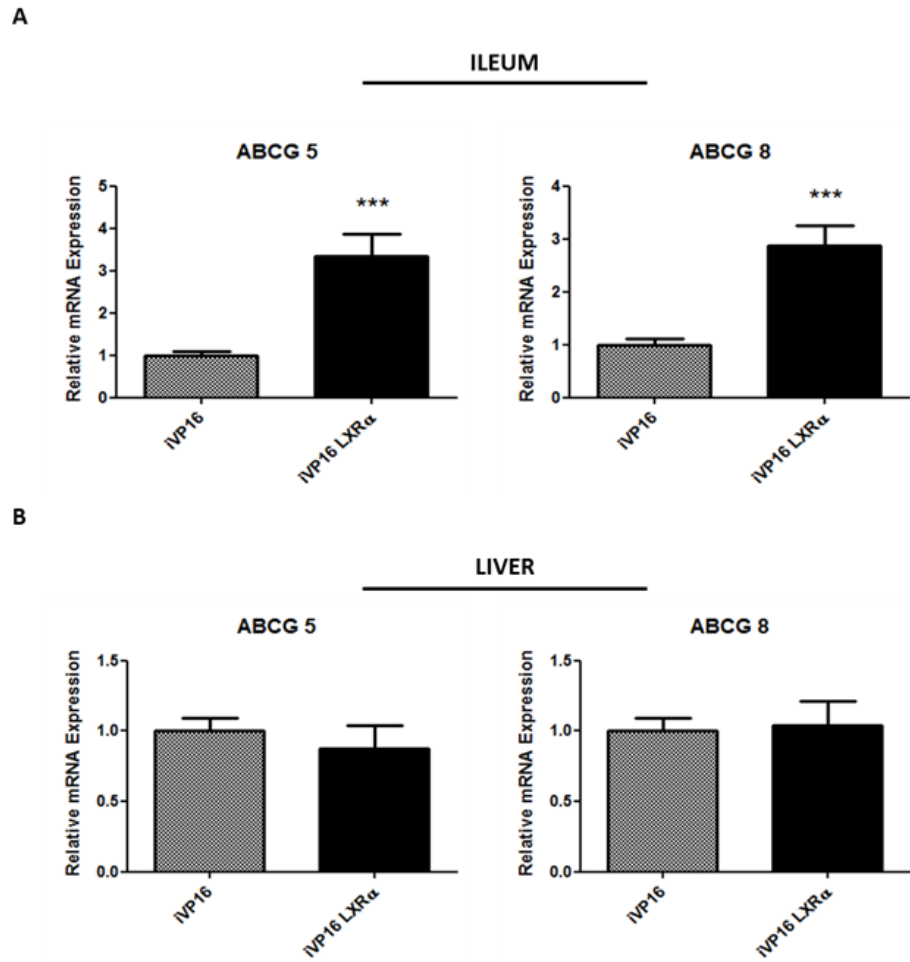 A
ILEUM
ABCG 5
Relative mRNA Expression
5
4
3
2
1
0
***
iVP16
iVP16 LXRα
ABCG 8
Relative mRNA Expression
4
3
2
1
0
***
iVP16
iVP16 LXRα
B
LIVER
ABCG 5
Relative mRNA Expression
1.5
1.0
0.5
0.0
iVP16
iVP16 LXRα
ABCG 8
Relative mRNA Expression
1.5
1.0
0.5
0.0
iVP16
iVP16 LXRα